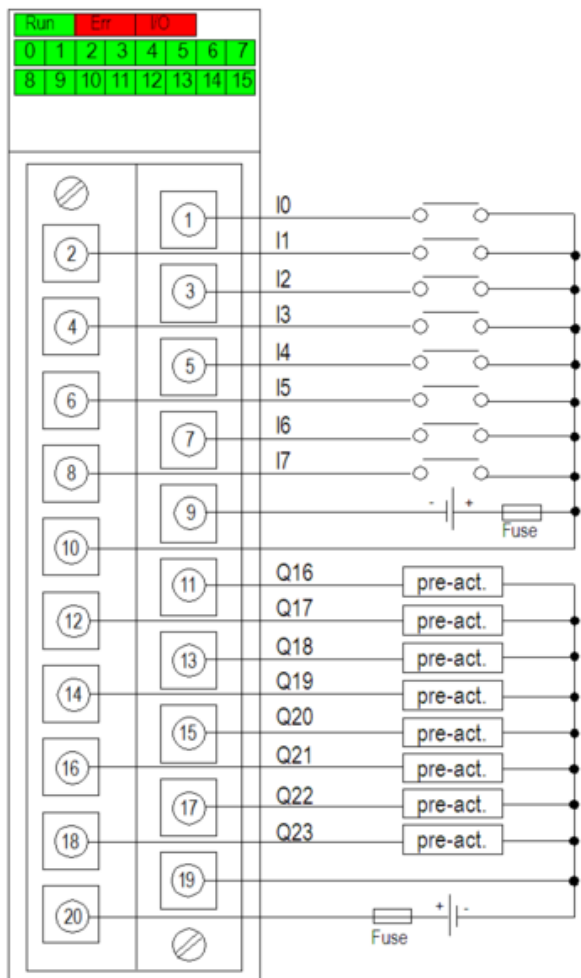 Run Err I/O
0 1 2 3 4 5 6 7
8 9 10 11 12 13 14 15
1 I0
2 I1
3 I2
4 I3
5 I4
6 I5
7 I6
8 I7
9 - +
Fuse
10
11 Q16 pre-act.
12 Q17 pre-act.
13 Q18 pre-act.
14 Q19 pre-act.
15 Q20 pre-act.
16 Q21 pre-act.
17 Q22 pre-act.
18 Q23 pre-act.
19
20 + -
Fuse